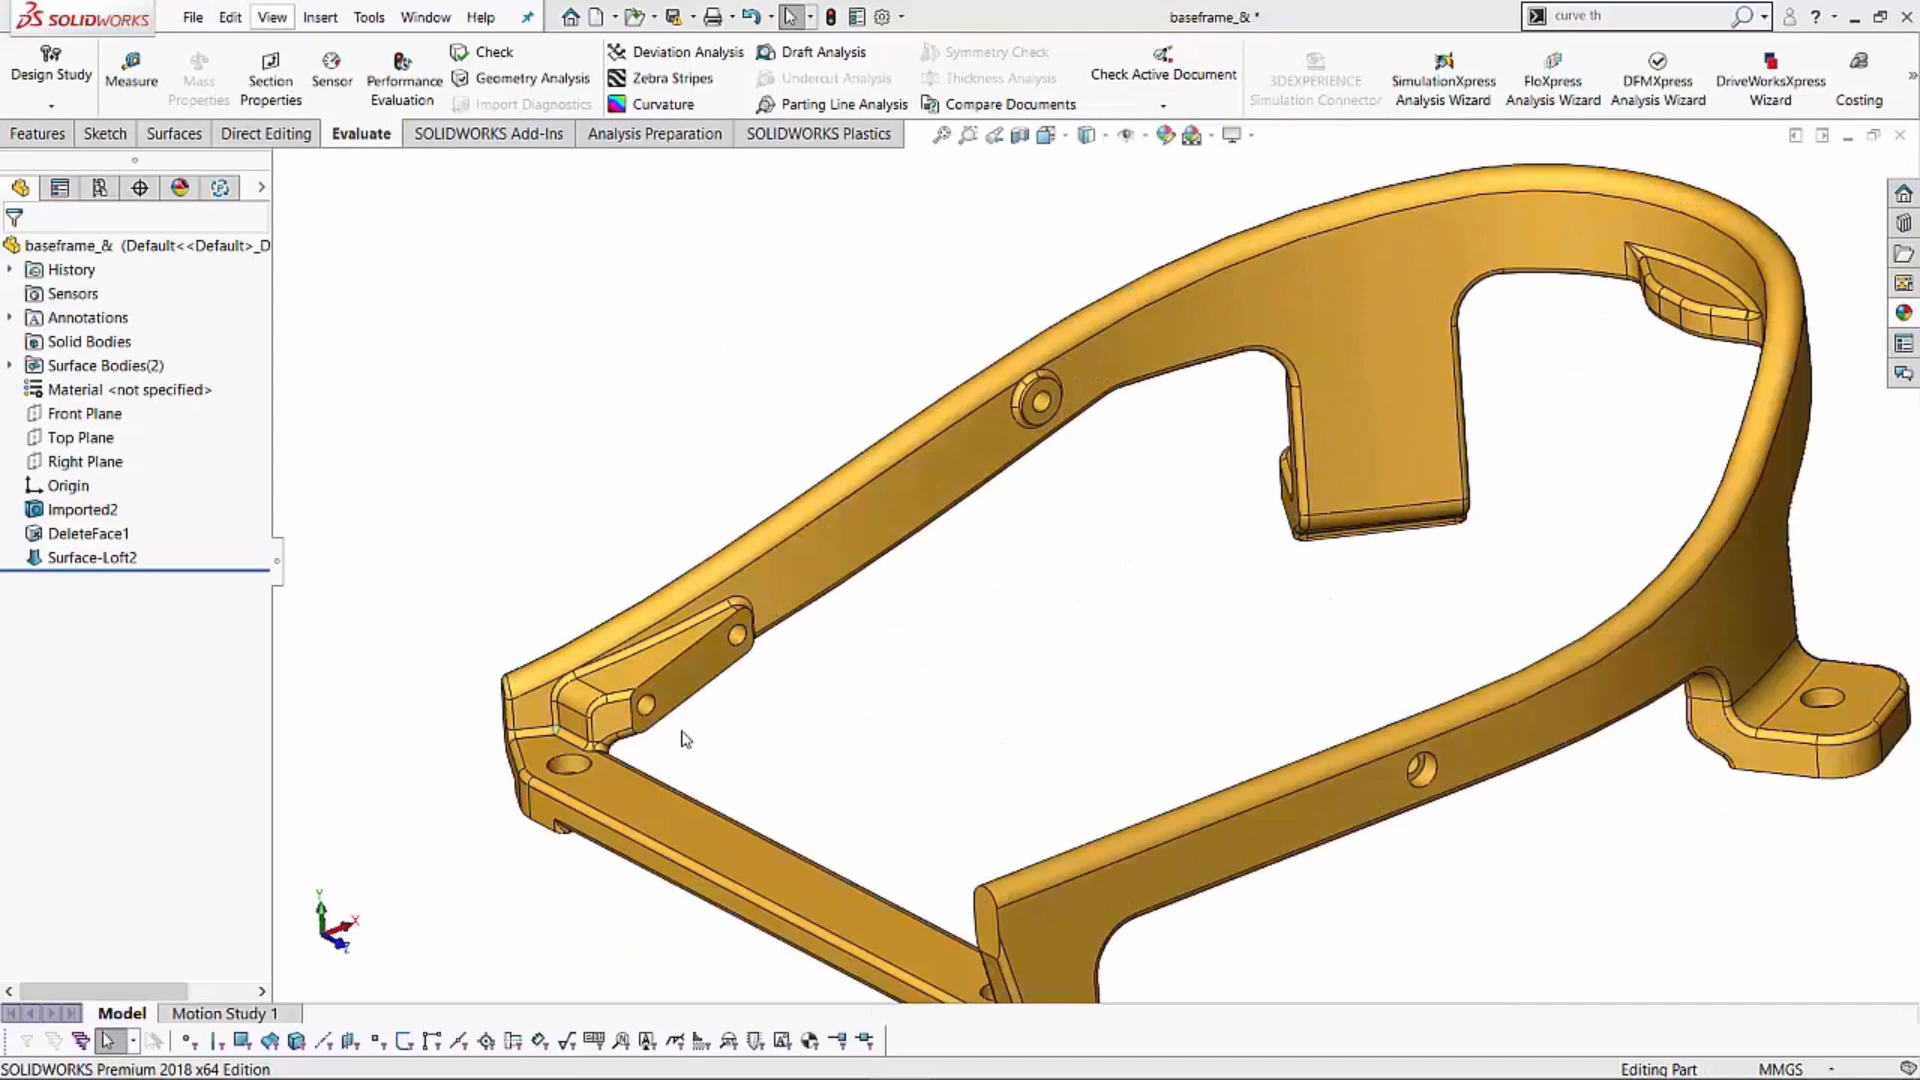 SOLIDWORKS
File Edit View Insert Tools Window Help
baseframe_& *
curve th
Design Study
Measure
Mass Properties
Section Properties
Sensor
Performance Evaluation
Check
Geometry Analysis
Import Diagnostics
Deviation Analysis
Zebra Stripes
Curvature
Draft Analysis
Undercut Analysis
Parting Line Analysis
Symmetry Check
Thickness Analysis
Compare Documents
Check Active Document
3DEXPERIENCE Simulation Connector
SimulationXpress Analysis Wizard
FloXpress Analysis Wizard
DFMXpress Analysis Wizard
DriveWorksXpress Wizard
Costing
Features Sketch Surfaces Direct Editing Evaluate SOLIDWORKS Add-Ins Analysis Preparation SOLIDWORKS Plastics
baseframe_& (Default<<Default>_D
History
Sensors
Annotations
Solid Bodies
Surface Bodies(2)
Material <not specified>
Front Plane
Top Plane
Right Plane
Origin
Imported2
DeleteFace1
Surface-Loft2
Y
X
Z
Model Motion Study 1
SOLIDWORKS Premium 2018 x64 Edition
Editing Part MMGS -